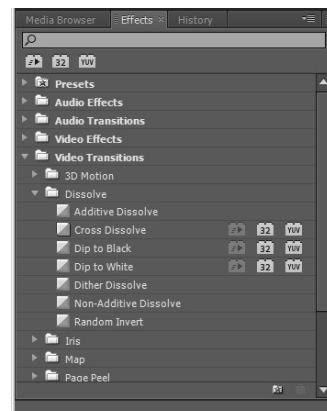 Media Browser Effects × History
32 YUV
Presets
Audio Effects
Audio Transitions
Video Effects
Video Transitions
3D Motion
Dissolve
Additive Dissolve
Cross Dissolve 32 YUV
Dip to Black 32 YUV
Dip to White 32 YUV
Dither Dissolve
Non-Additive Dissolve
Random Invert
Iris
Map
Page Peel